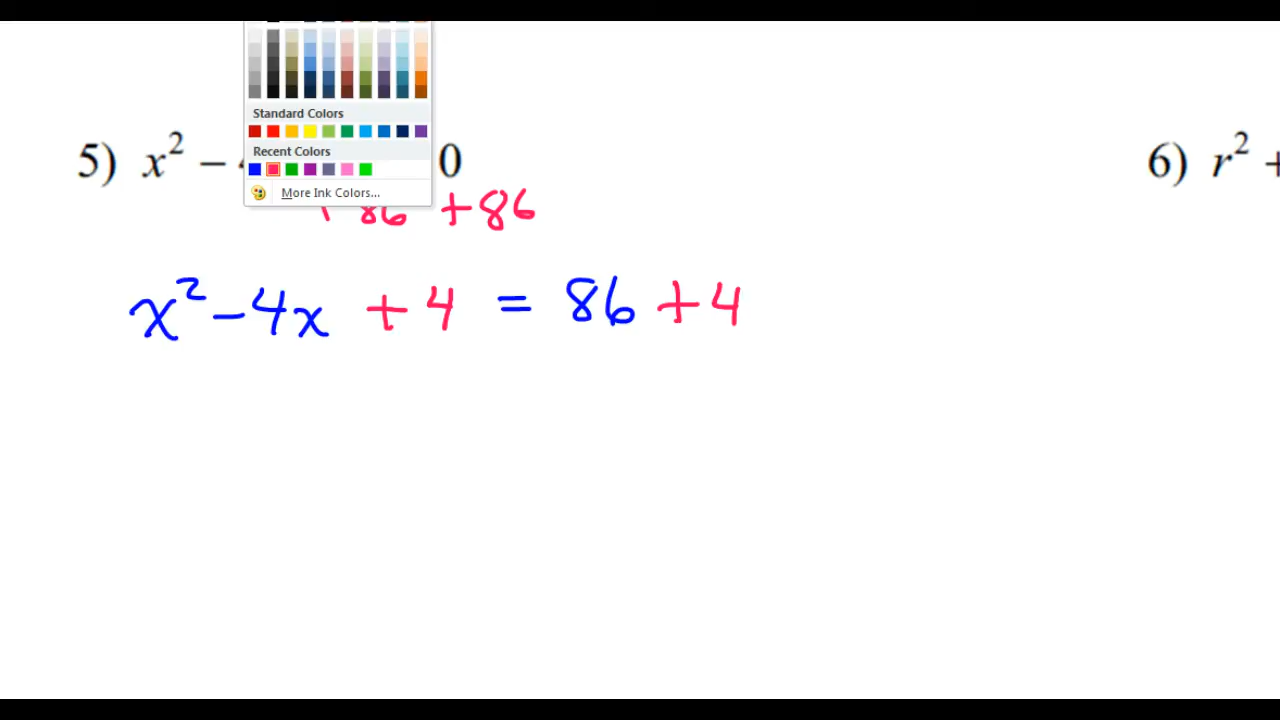 Standard Colors
Recent Colors
More Ink Colors...
5) x² − 0
6) r² +
+ 86 + 86
x² − 4x + 4 = 86 + 4